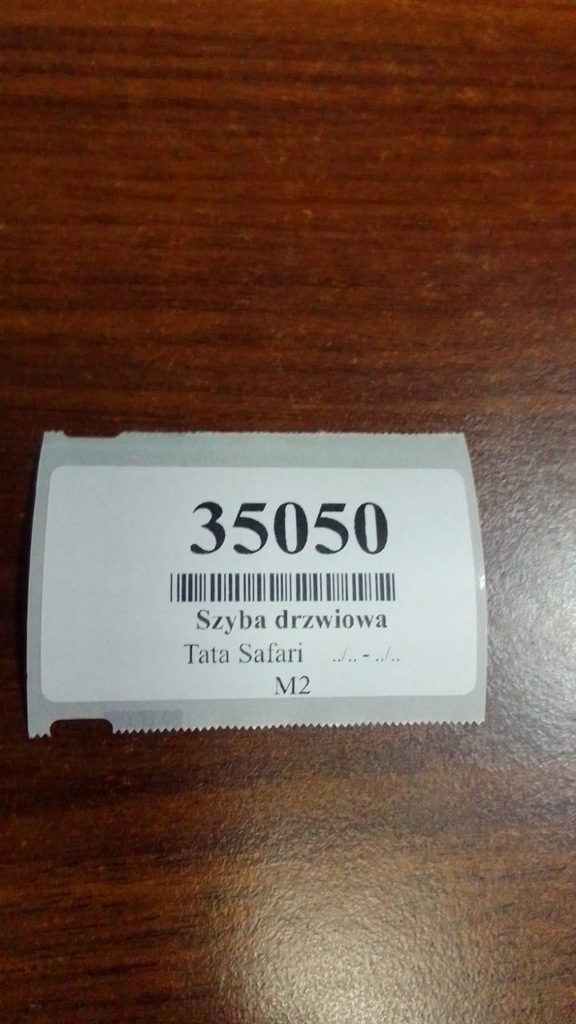 35050
Szyba drzwiowa
Tata Safari ../.. - ../..
M2